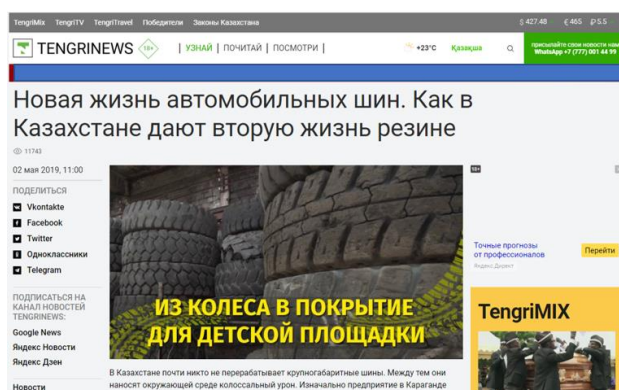 TengriMix TengriTV TengriTravel Победители Законы Казахстана $ 427.48 € 465 ₽ 5.5
TENGRINEWS 18+ | УЗНАЙ | ПОЧИТАЙ | ПОСМОТРИ | +23°C Қазақша
присылайте свои новости нам
WhatsApp +7 (777) 001 44 99
Новая жизнь автомобильных шин. Как в
Казахстане дают вторую жизнь резине
11743
02 мая 2019, 11:00
ПОДЕЛИТЬСЯ
Vkontakte
Facebook
Twitter
Одноклассники
Telegram
ПОДПИСАТЬСЯ НА
КАНАЛ НОВОСТЕЙ
TENGRINEWS:
Google News
Яндекс Новости
Яндекс Дзен
Новости
ИЗ КОЛЕСА В ПОКРЫТИЕ
ДЛЯ ДЕТСКОЙ ПЛОЩАДКИ
В Казахстане почти никто не перерабатывает крупногабаритные шины. Между тем они
наносят окружающей среде колоссальный урон. Изначально предприятие в Караганде
18+
Точные прогнозы
от профессионалов
Яндекс.Директ
Перейти
TengriMIX